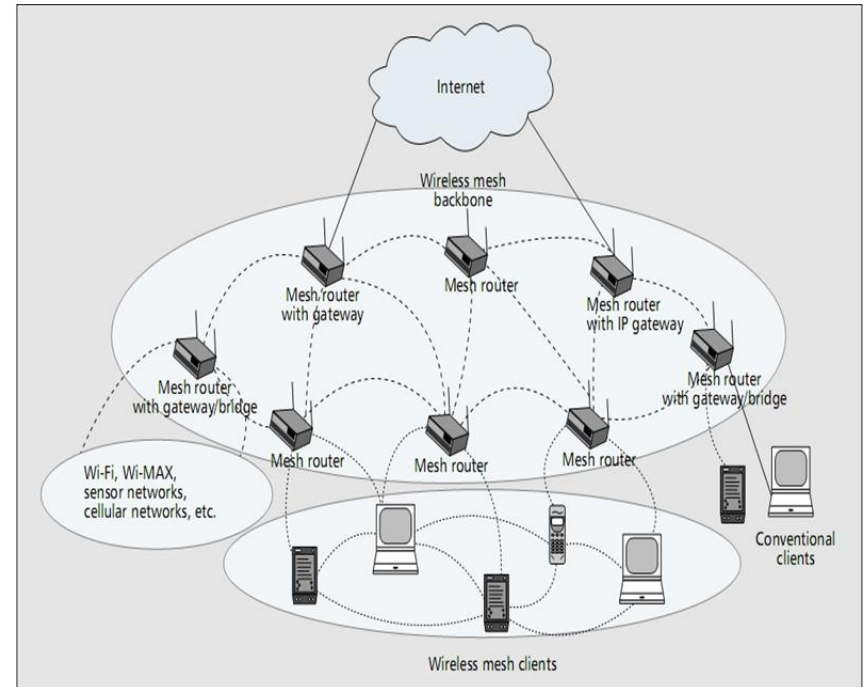 Internet
Wireless mesh
backbone
Mesh router
with gateway
Mesh router
Mesh router
with IP gateway
Mesh router
with gateway/bridge
Mesh router
with gateway/bridge
Mesh router
Mesh router
Mesh router
Wi-Fi, Wi-MAX,
sensor networks,
cellular networks, etc.
Conventional
clients
Wireless mesh clients